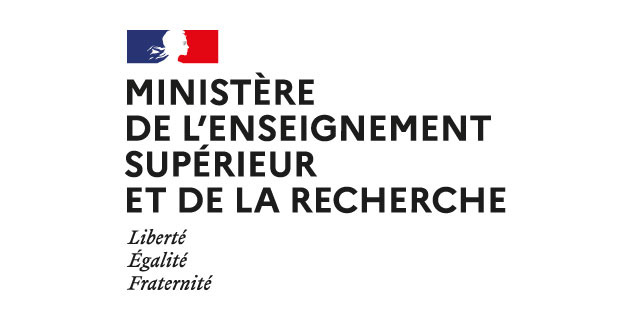 MINISTÈRE
DE L'ENSEIGNEMENT
SUPÉRIEUR
ET DE LA RECHERCHE
Liberté
Égalité
Fraternité